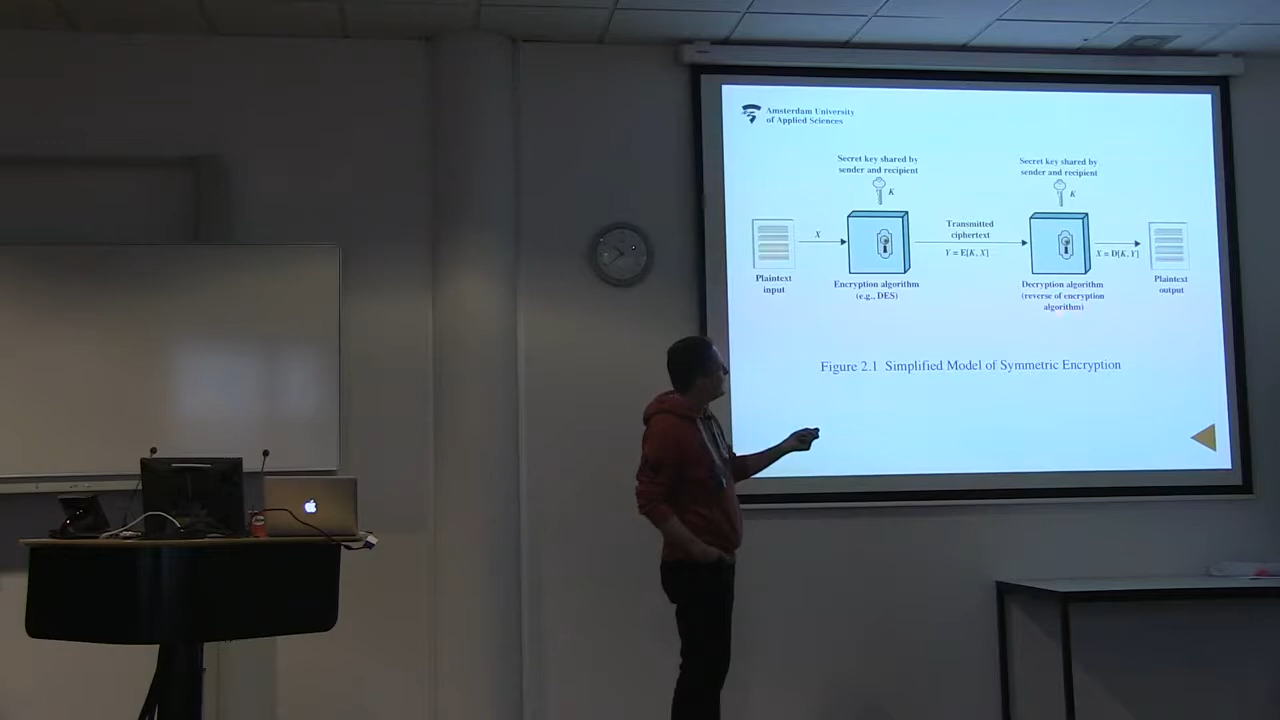 Amsterdam University
of Applied Sciences
Secret key shared by
sender and recipient
K
Secret key shared by
sender and recipient
K
X
Transmitted
ciphertext
Y = E[K, X]
X = D[K, Y]
Plaintext
input
Encryption algorithm
(e.g., DES)
Decryption algorithm
(reverse of encryption
algorithm)
Plaintext
output
Figure 2.1 Simplified Model of Symmetric Encryption